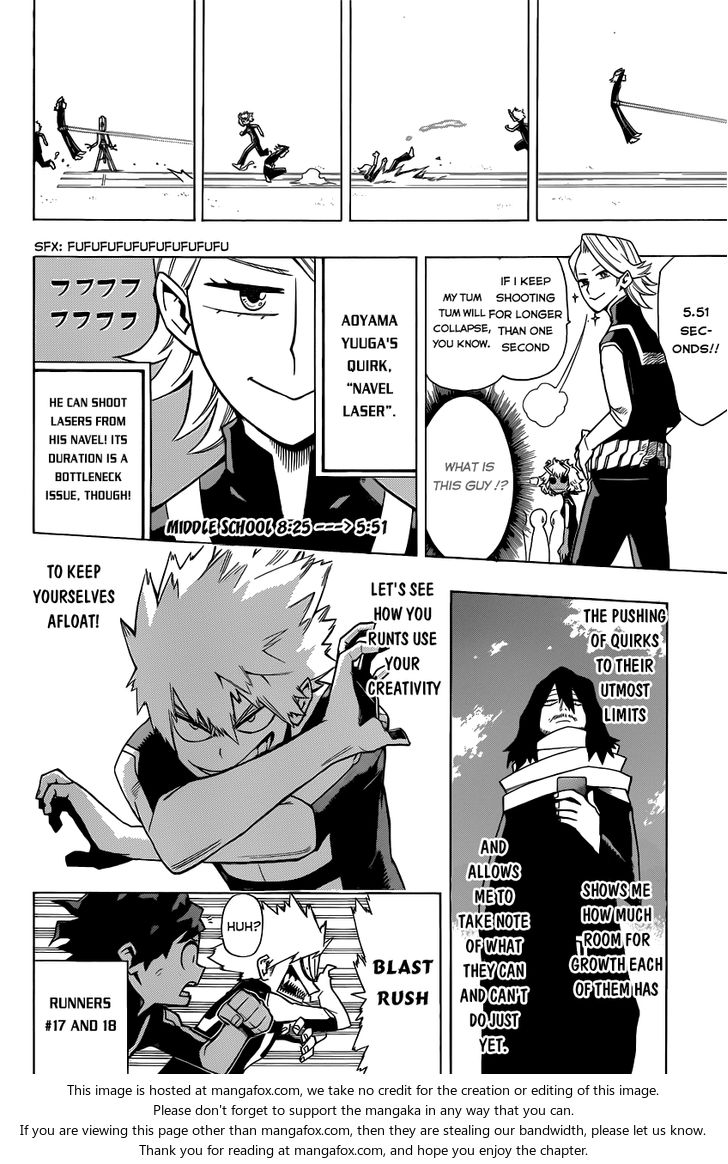 SFX: FUFUFUFUFUFUFUFUFUFU
5.51
SEC-
ONDS!!
IF I KEEP
SHOOTING
FOR LONGER
THAN ONE
SECOND
MY TUM
TUM WILL
COLLAPSE,
YOU KNOW.
WHAT IS
THIS GUY !?
AOYAMA
YUUGA'S
QUIRK,
"NAVEL
LASER".
フフフフ
フフフフ
HE CAN SHOOT
LASERS FROM
HIS NAVEL! ITS
DURATION IS A
BOTTLENECK
ISSUE, THOUGH!
MIDDLE SCHOOL 8:25 ---> 5:51
THE PUSHING
OF QUIRKS
TO THEIR
UTMOST
LIMITS
SHOWS ME
HOW MUCH
ROOM FOR
GROWTH EACH
OF THEM HAS
AND
ALLOWS
ME TO
TAKE NOTE
OF WHAT
THEY CAN
AND CAN'T
DO JUST
YET.
LET'S SEE
HOW YOU
RUNTS USE
YOUR
CREATIVITY
TO KEEP
YOURSELVES
AFLOAT!
BLAST
RUSH
HUH?
RUNNERS
#17 AND 18
This image is hosted at mangafox.com, we take no credit for the creation or editing of this image.
Please don't forget to support the mangaka in any way that you can.
If you are viewing this page other than mangafox.com, then they are stealing our bandwidth, please let us know.
Thank you for reading at mangafox.com, and hope you enjoy the chapter.